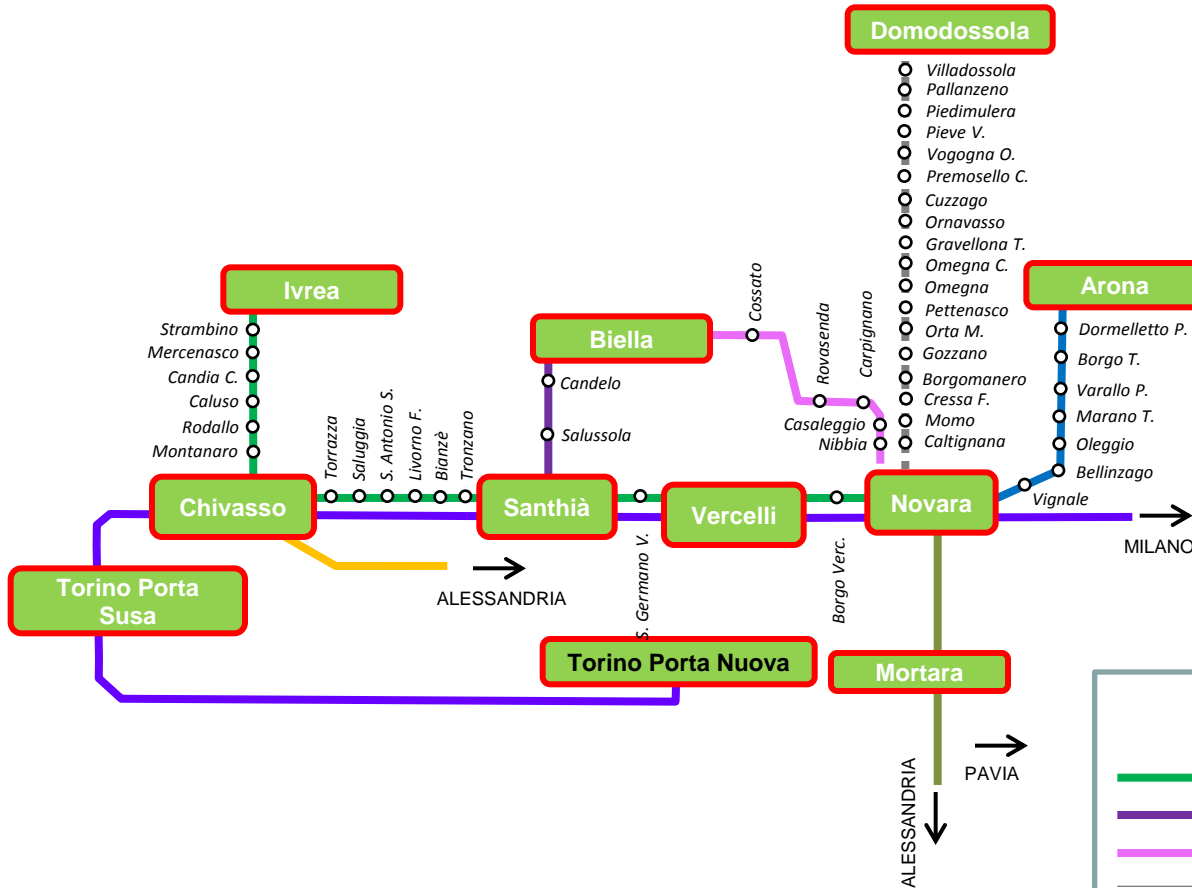 Domodossola
Villadossola
Pallanzeno
Piedimulera
Pieve V.
Vogogna O.
Premosello C.
Cuzzago
Ornavasso
Gravellona T.
Omegna C.
Omegna
Pettenasco
Orta M.
Gozzano
Borgomanero
Cressa F.
Momo
Caltignana
Ivrea
Strambino
Mercenasco
Candia C.
Caluso
Rodallo
Montanaro
Biella
Cossato
Rovasenda
Carpignano
Casaleggio
Nibbia
Candelo
Salussola
Arona
Dormelletto P.
Borgo T.
Varallo P.
Marano T.
Oleggio
Bellinzago
Vignale
Torrazza
Saluggia
S. Antonio S.
Livorno F.
Bianzè
Tronzano
Chivasso
Santhià
Vercelli
Novara
MILANO
ALESSANDRIA
S. Germano V.
Borgo Verc.
Torino Porta
Susa
Torino Porta Nuova
Mortara
PAVIA
ALESSANDRIA